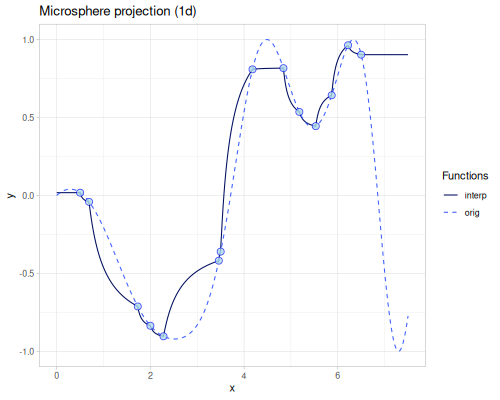 Microsphere projection (1d)
1.0
0.5
0.0
-0.5
-1.0
y
0 2 4 6
x
Functions
interp
orig